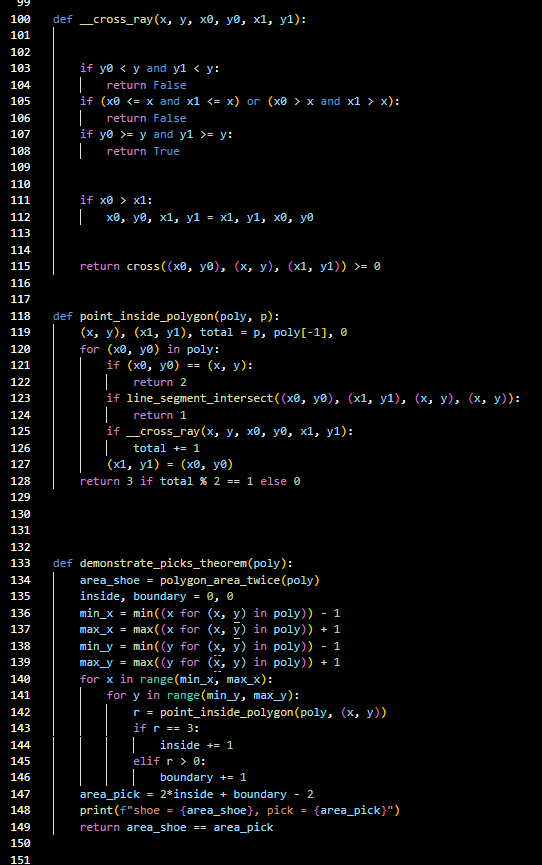 99
100 def __cross_ray(x, y, x0, y0, x1, y1):
101
102
103     if y0 < y and y1 < y:
104         return False
105     if (x0 <= x and x1 <= x) or (x0 > x and x1 > x):
106         return False
107     if y0 >= y and y1 >= y:
108         return True
109
110
111     if x0 > x1:
112         x0, y0, x1, y1 = x1, y1, x0, y0
113
114
115     return cross((x0, y0), (x, y), (x1, y1)) >= 0
116
117
118 def point_inside_polygon(poly, p):
119     (x, y), (x1, y1), total = p, poly[-1], 0
120     for (x0, y0) in poly:
121         if (x0, y0) == (x, y):
122             return 2
123         if line_segment_intersect((x0, y0), (x1, y1), (x, y), (x, y)):
124             return 1
125         if __cross_ray(x, y, x0, y0, x1, y1):
126             total += 1
127         (x1, y1) = (x0, y0)
128     return 3 if total % 2 == 1 else 0
129
130
131
132
133 def demonstrate_picks_theorem(poly):
134     area_shoe = polygon_area_twice(poly)
135     inside, boundary = 0, 0
136     min_x = min((x for (x, y) in poly)) - 1
137     max_x = max((x for (x, y) in poly)) + 1
138     min_y = min((y for (x, y) in poly)) - 1
139     max_y = max((y for (x, y) in poly)) + 1
140     for x in range(min_x, max_x):
141         for y in range(min_y, max_y):
142             r = point_inside_polygon(poly, (x, y))
143             if r == 3:
144                 inside += 1
145             elif r > 0:
146                 boundary += 1
147     area_pick = 2*inside + boundary - 2
148     print(f"shoe = {area_shoe}, pick = {area_pick}")
149     return area_shoe == area_pick
150
151